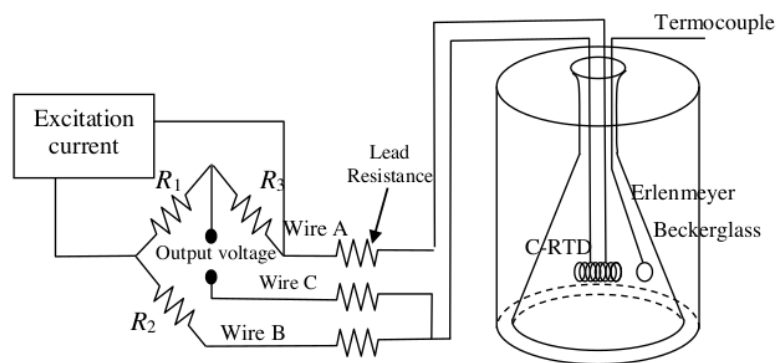 Termocouple
Excitation
current
Lead
Resistance
R1
R3
Erlenmeyer
Wire A
Beckerglass
Output voltage
C-RTD
Wire C
R2
Wire B